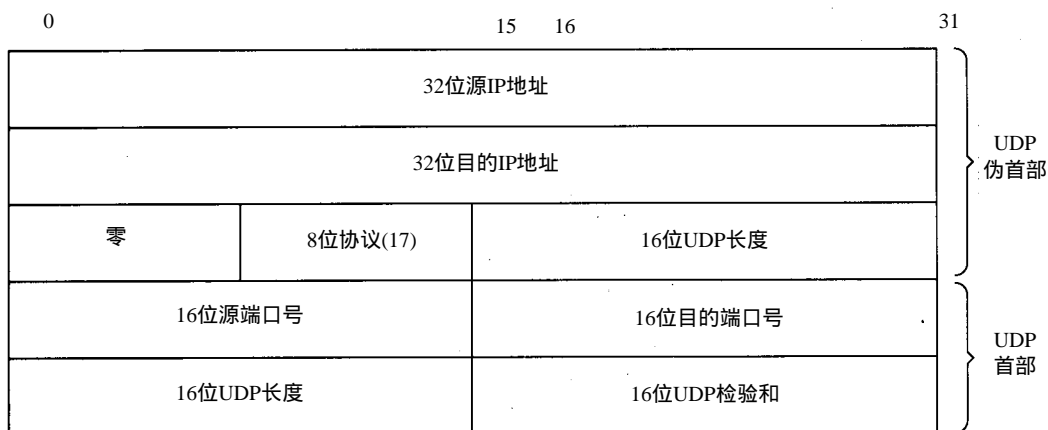 0 15 16 31
32位源IP地址
32位目的IP地址
UDP
伪首部
零 8位协议(17) 16位UDP长度
16位源端口号 16位目的端口号
UDP
首部
16位UDP长度 16位UDP检验和